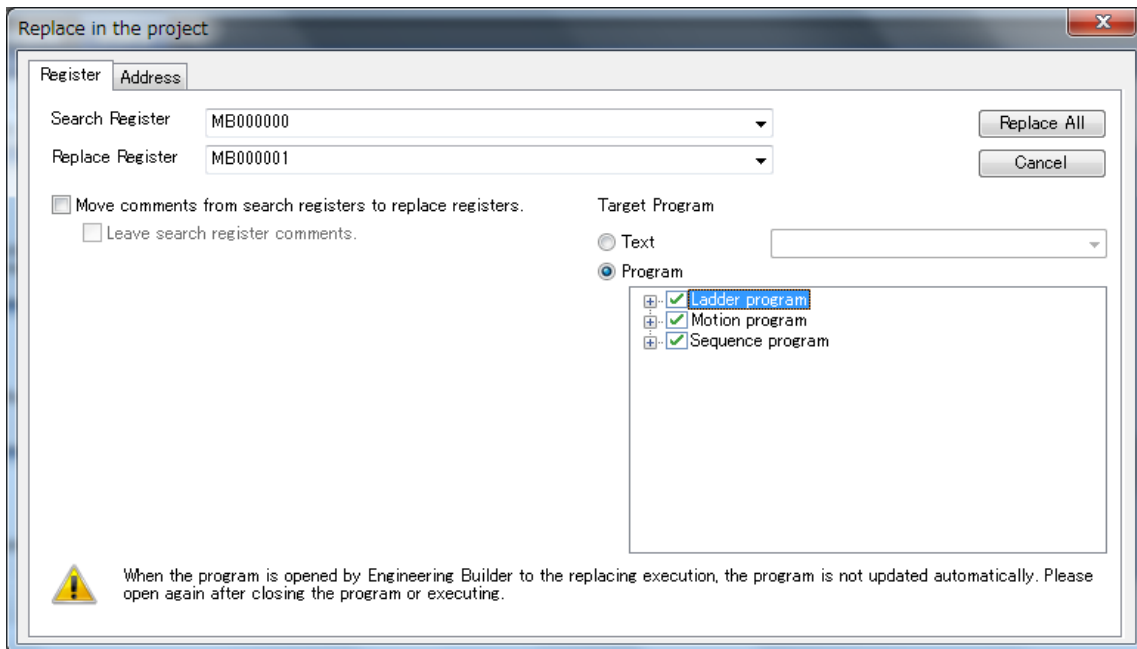 Replace in the project
Register
Address
Search Register
MB000000
Replace All
Replace Register
MB000001
Cancel
Move comments from search registers to replace registers.
Target Program
Leave search register comments.
Text
Program
Ladder program
Motion program
Sequence program
When the program is opened by Engineering Builder to the replacing execution, the program is not updated automatically. Please
open again after closing the program or executing.